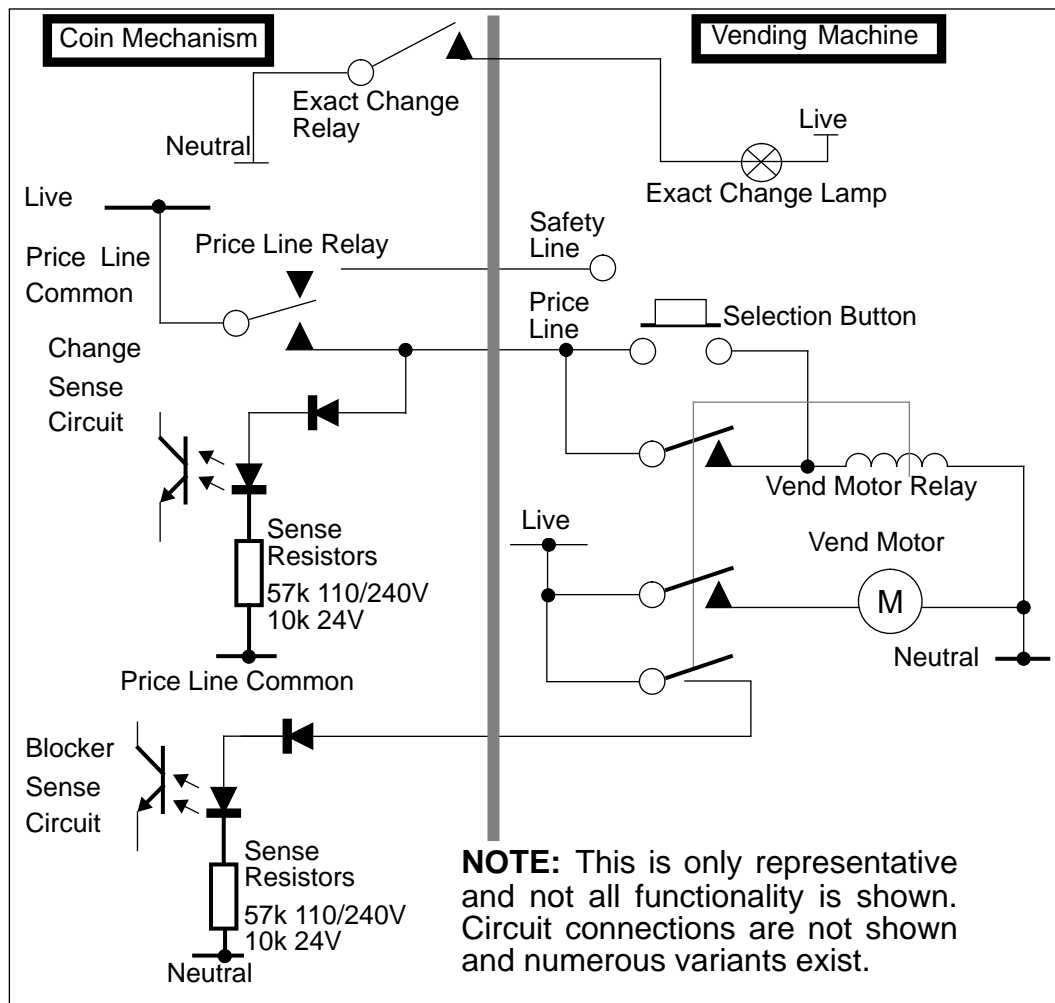 Coin Mechanism
Vending Machine
Exact Change
Relay
Neutral
Live
Exact Change Lamp
Live
Price Line Relay
Safety
Line
Price Line
Common
Price
Line
Selection Button
Change
Sense
Circuit
Vend Motor Relay
Sense
Resistors
57k 110/240V
10k 24V
Live
Vend Motor
M
Neutral
Price Line Common
Blocker
Sense
Circuit
Sense
Resistors
57k 110/240V
10k 24V
Neutral
NOTE: This is only representative
and not all functionality is shown.
Circuit connections are not shown
and numerous variants exist.